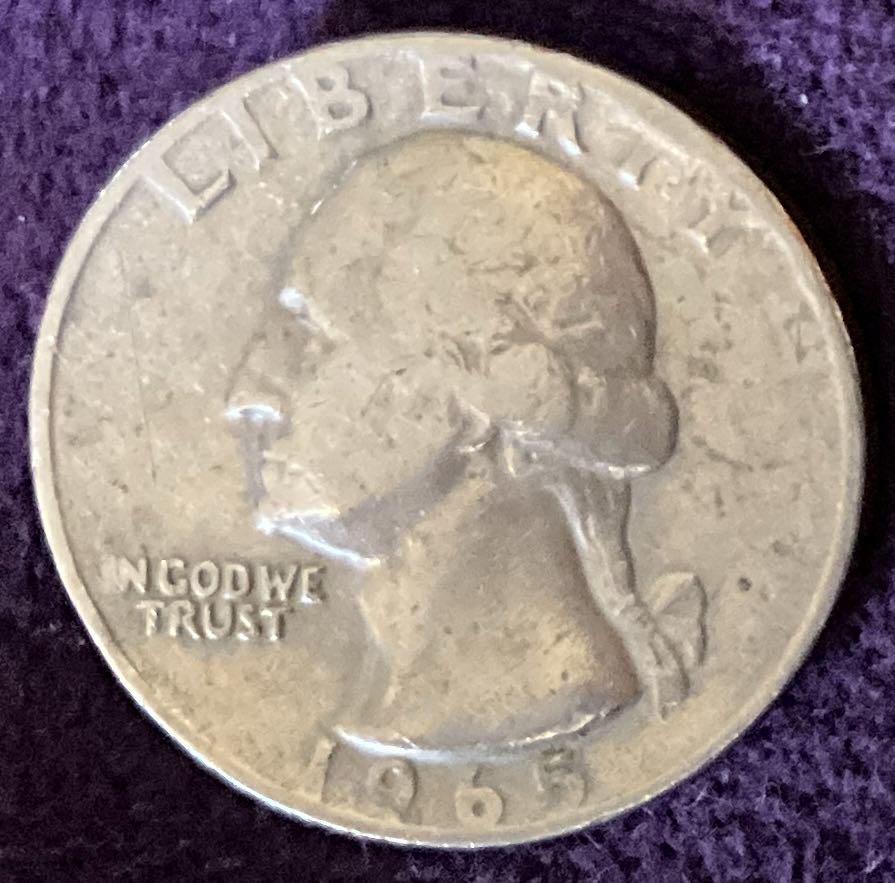 LIBERTY
IN GOD WE
TRUST
1965